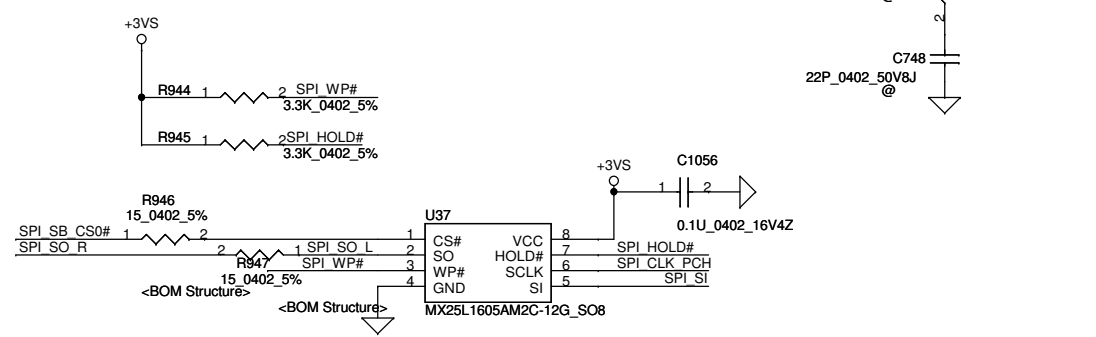 @
2
C748
22P_0402_50V8J
@
+3VS
R944 1 2 SPI_WP#
3.3K_0402_5%
R945 1 2 SPI_HOLD#
3.3K_0402_5%
+3VS
C1056
1 2
0.1U_0402_16V4Z
R946
15_0402_5%
SPI_SB_CS0# 1 2
SPI_SO_R 2 1 SPI_SO_L
R947
15_0402_5%
SPI_WP#
<BOM Structure>
<BOM Structure>
U37
1 CS# VCC 8
2 SO HOLD# 7 SPI_HOLD#
3 WP# SCLK 6 SPI_CLK_PCH
4 GND SI 5 SPI_SI
MX25L1605AM2C-12G_SO8